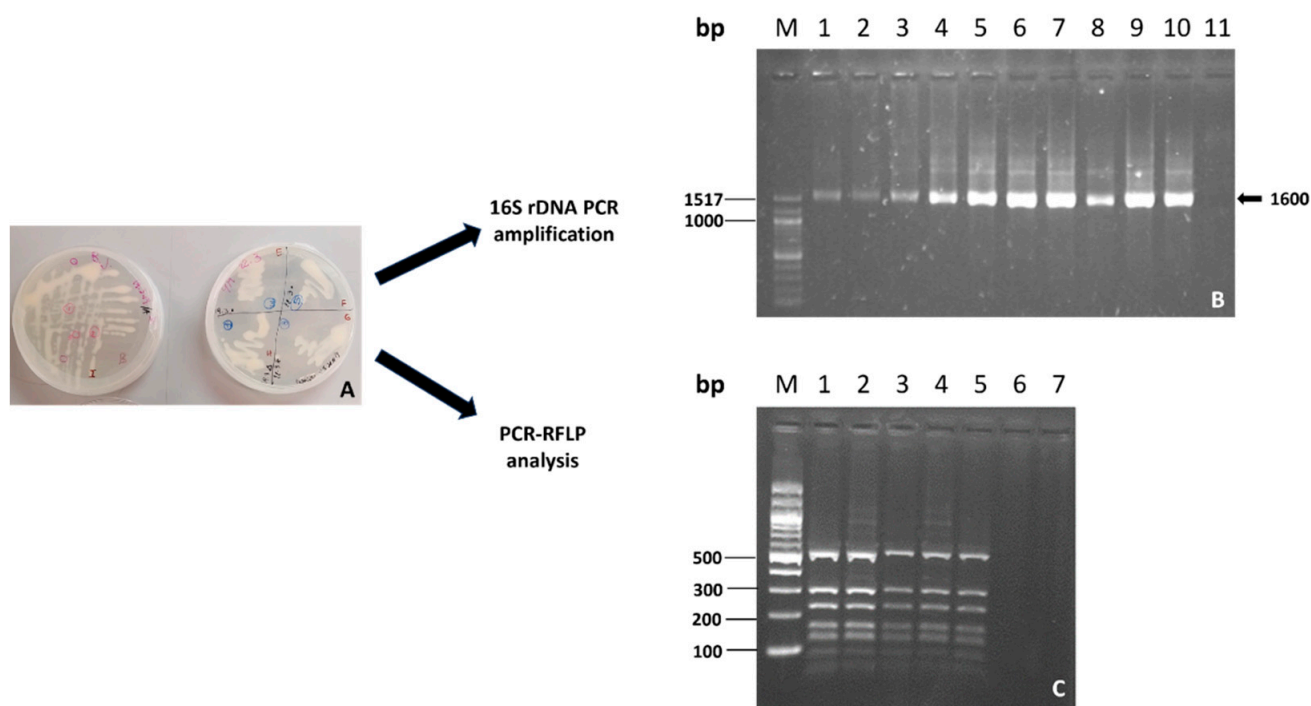 bp M 1 2 3 4 5 6 7 8 9 10 11
1517
1000
1600
B
16S rDNA PCR
amplification
A
E
F
G
H
I
PCR-RFLP
analysis
bp M 1 2 3 4 5 6 7
500
300
200
100
C